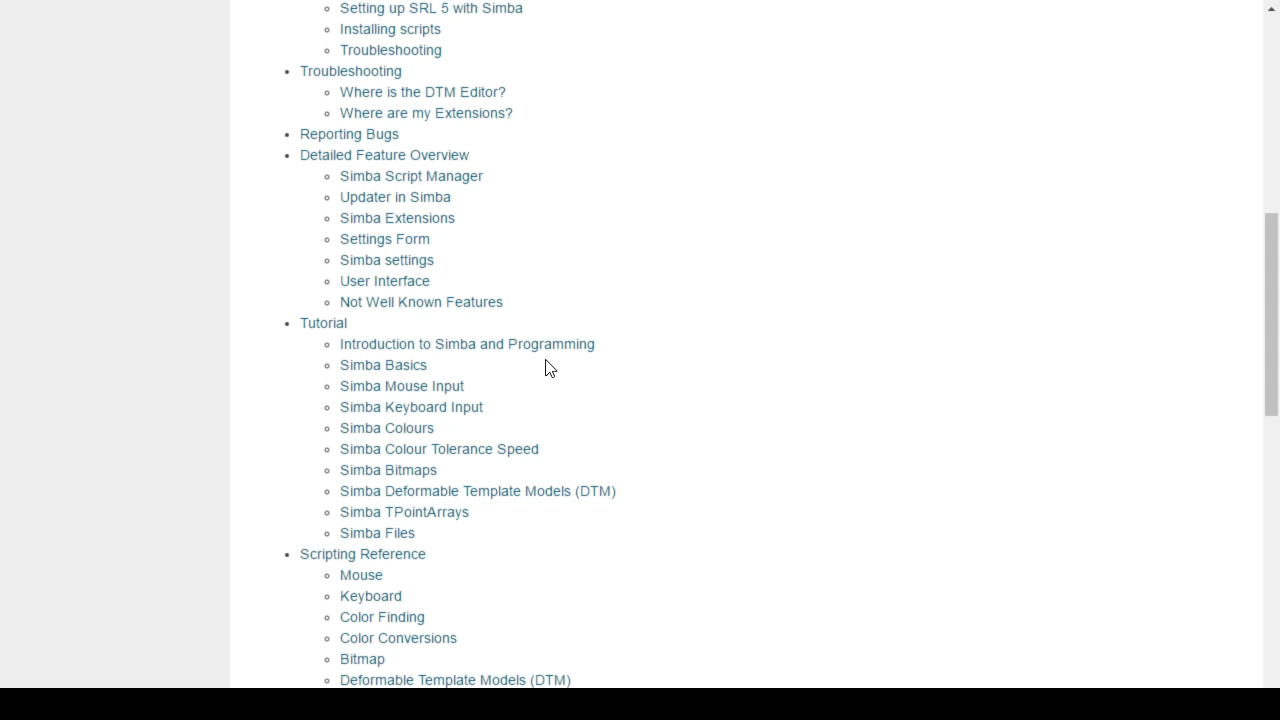 Setting up SRL 5 with Simba
Installing scripts
Troubleshooting
Troubleshooting
Where is the DTM Editor?
Where are my Extensions?
Reporting Bugs
Detailed Feature Overview
Simba Script Manager
Updater in Simba
Simba Extensions
Settings Form
Simba settings
User Interface
Not Well Known Features
Tutorial
Introduction to Simba and Programming
Simba Basics
Simba Mouse Input
Simba Keyboard Input
Simba Colours
Simba Colour Tolerance Speed
Simba Bitmaps
Simba Deformable Template Models (DTM)
Simba TPointArrays
Simba Files
Scripting Reference
Mouse
Keyboard
Color Finding
Color Conversions
Bitmap
Deformable Template Models (DTM)